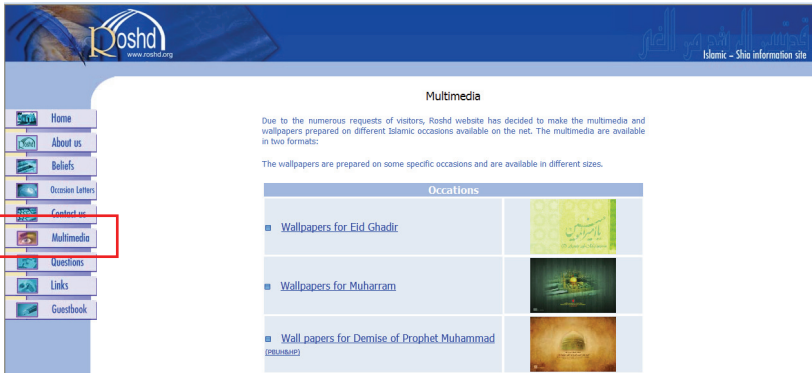 Roshd
www.roshd.org
Islamic - Shia information site
Multimedia
Due to the numerous requests of visitors, Roshd website has decided to make the multimedia and
wallpapers prepared on different Islamic occasions available on the net. The multimedia are available
in two formats:
The wallpapers are prepared on some specific occasions and are available in different sizes.
Home
About us
Beliefs
Occasion Letters
Contact us
Multimedia
Questions
Links
Guestbook
Occations
Wallpapers for Eid Ghadir
Wallpapers for Muharram
Wall papers for Demise of Prophet Muhammad
(PBUH&HP)